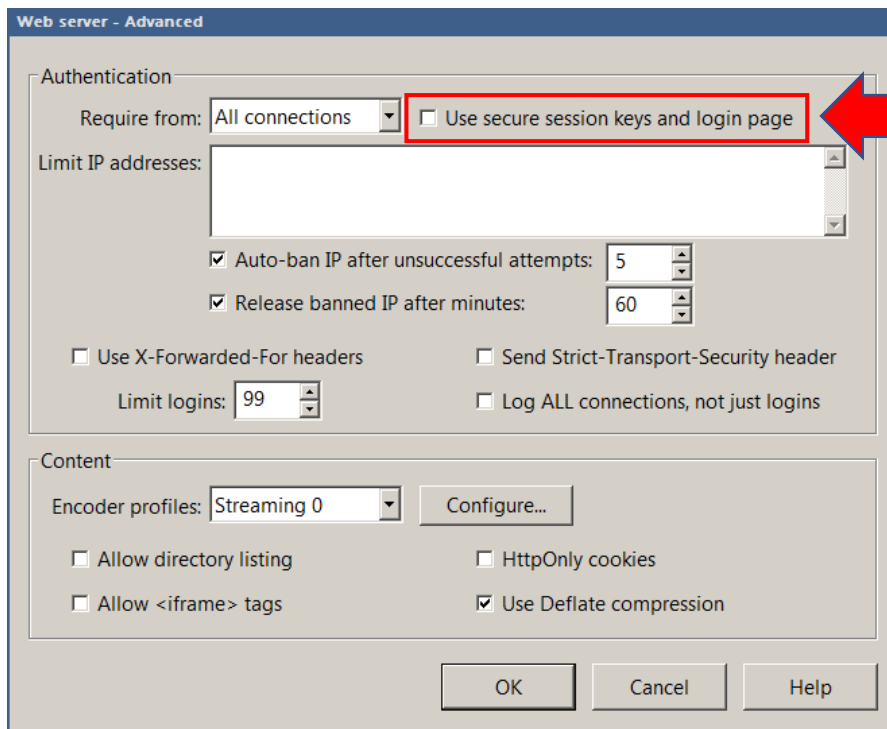 Web server - Advanced
Authentication
Require from: All connections Use secure session keys and login page
Limit IP addresses:
Auto-ban IP after unsuccessful attempts: 5
Release banned IP after minutes: 60
Use X-Forwarded-For headers Send Strict-Transport-Security header
Limit logins: 99 Log ALL connections, not just logins
Content
Encoder profiles: Streaming 0 Configure...
Allow directory listing HttpOnly cookies
Allow <iframe> tags Use Deflate compression
OK Cancel Help